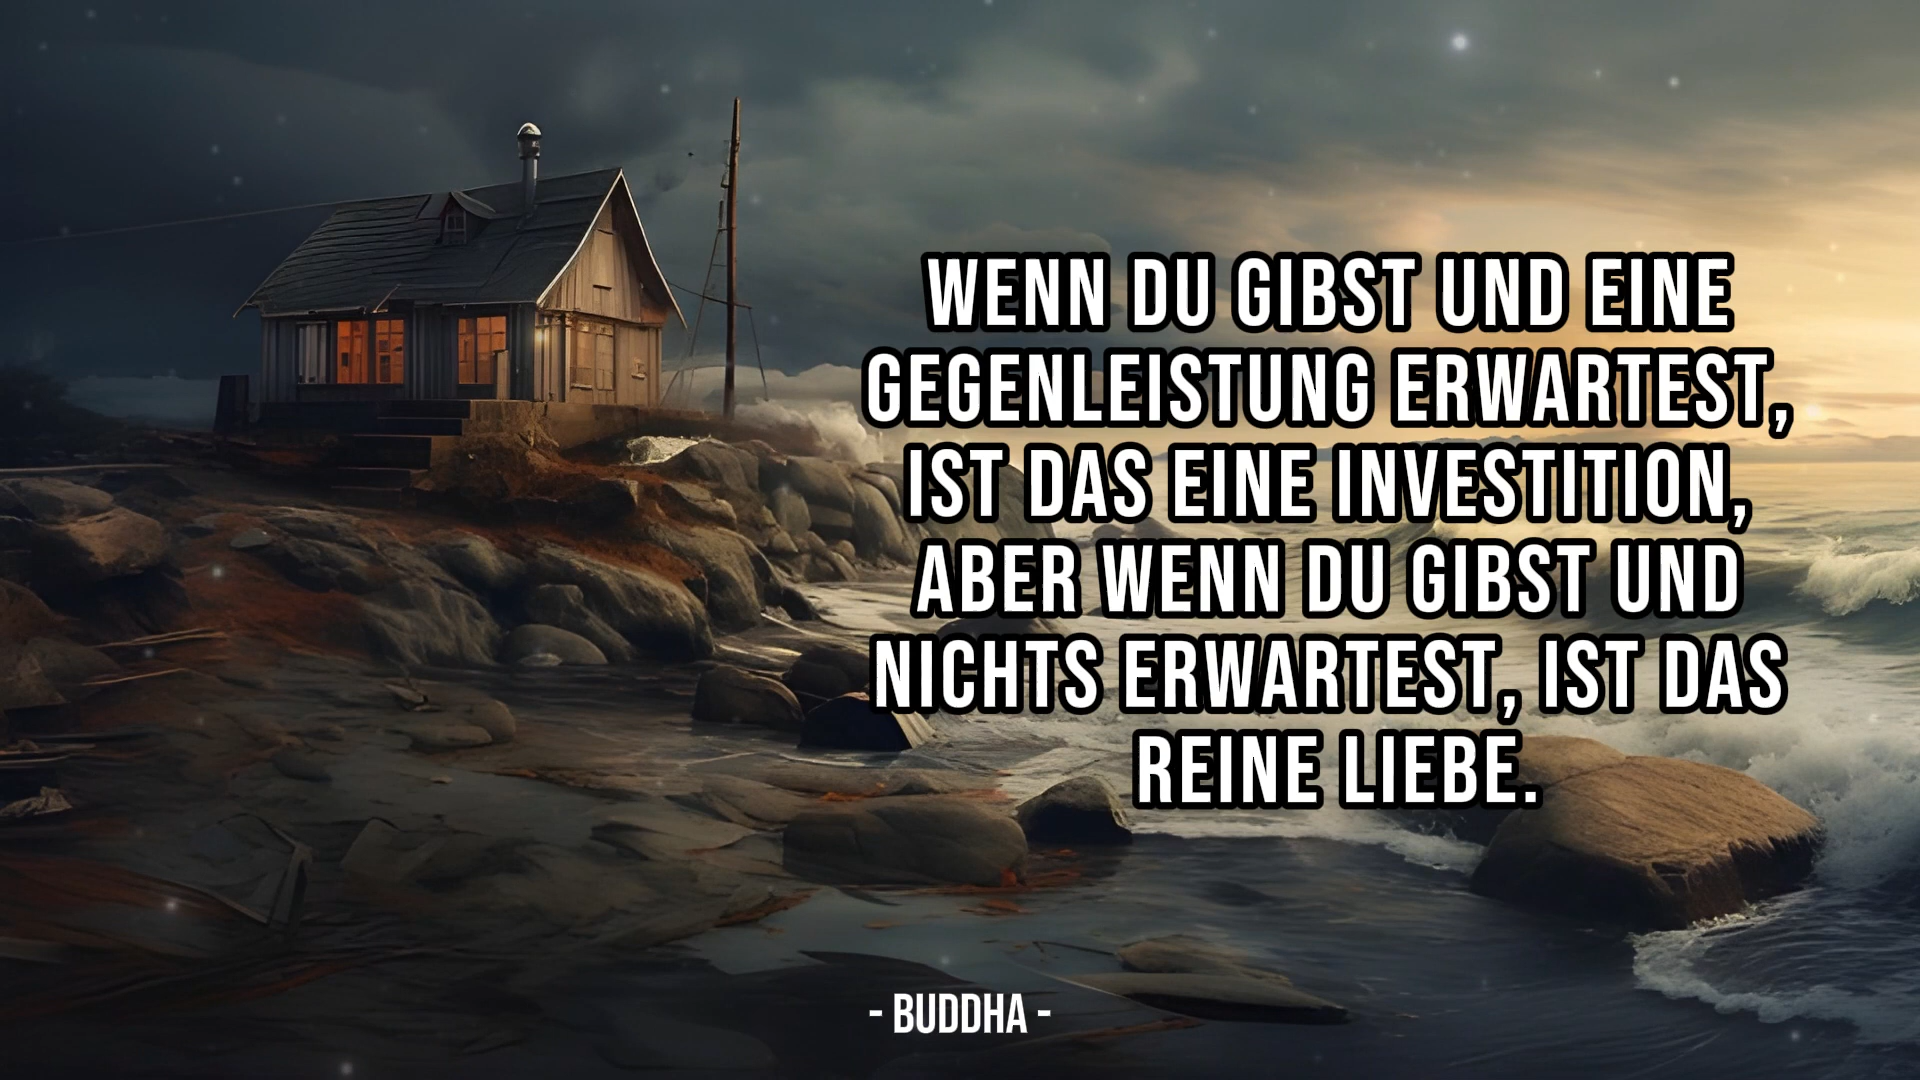 WENN DU GIBST UND EINE
GEGENLEISTUNG ERWARTEST,
IST DAS EINE INVESTITION,
ABER WENN DU GIBST UND
NICHTS ERWARTEST, IST DAS
REINE LIEBE.
- BUDDHA -